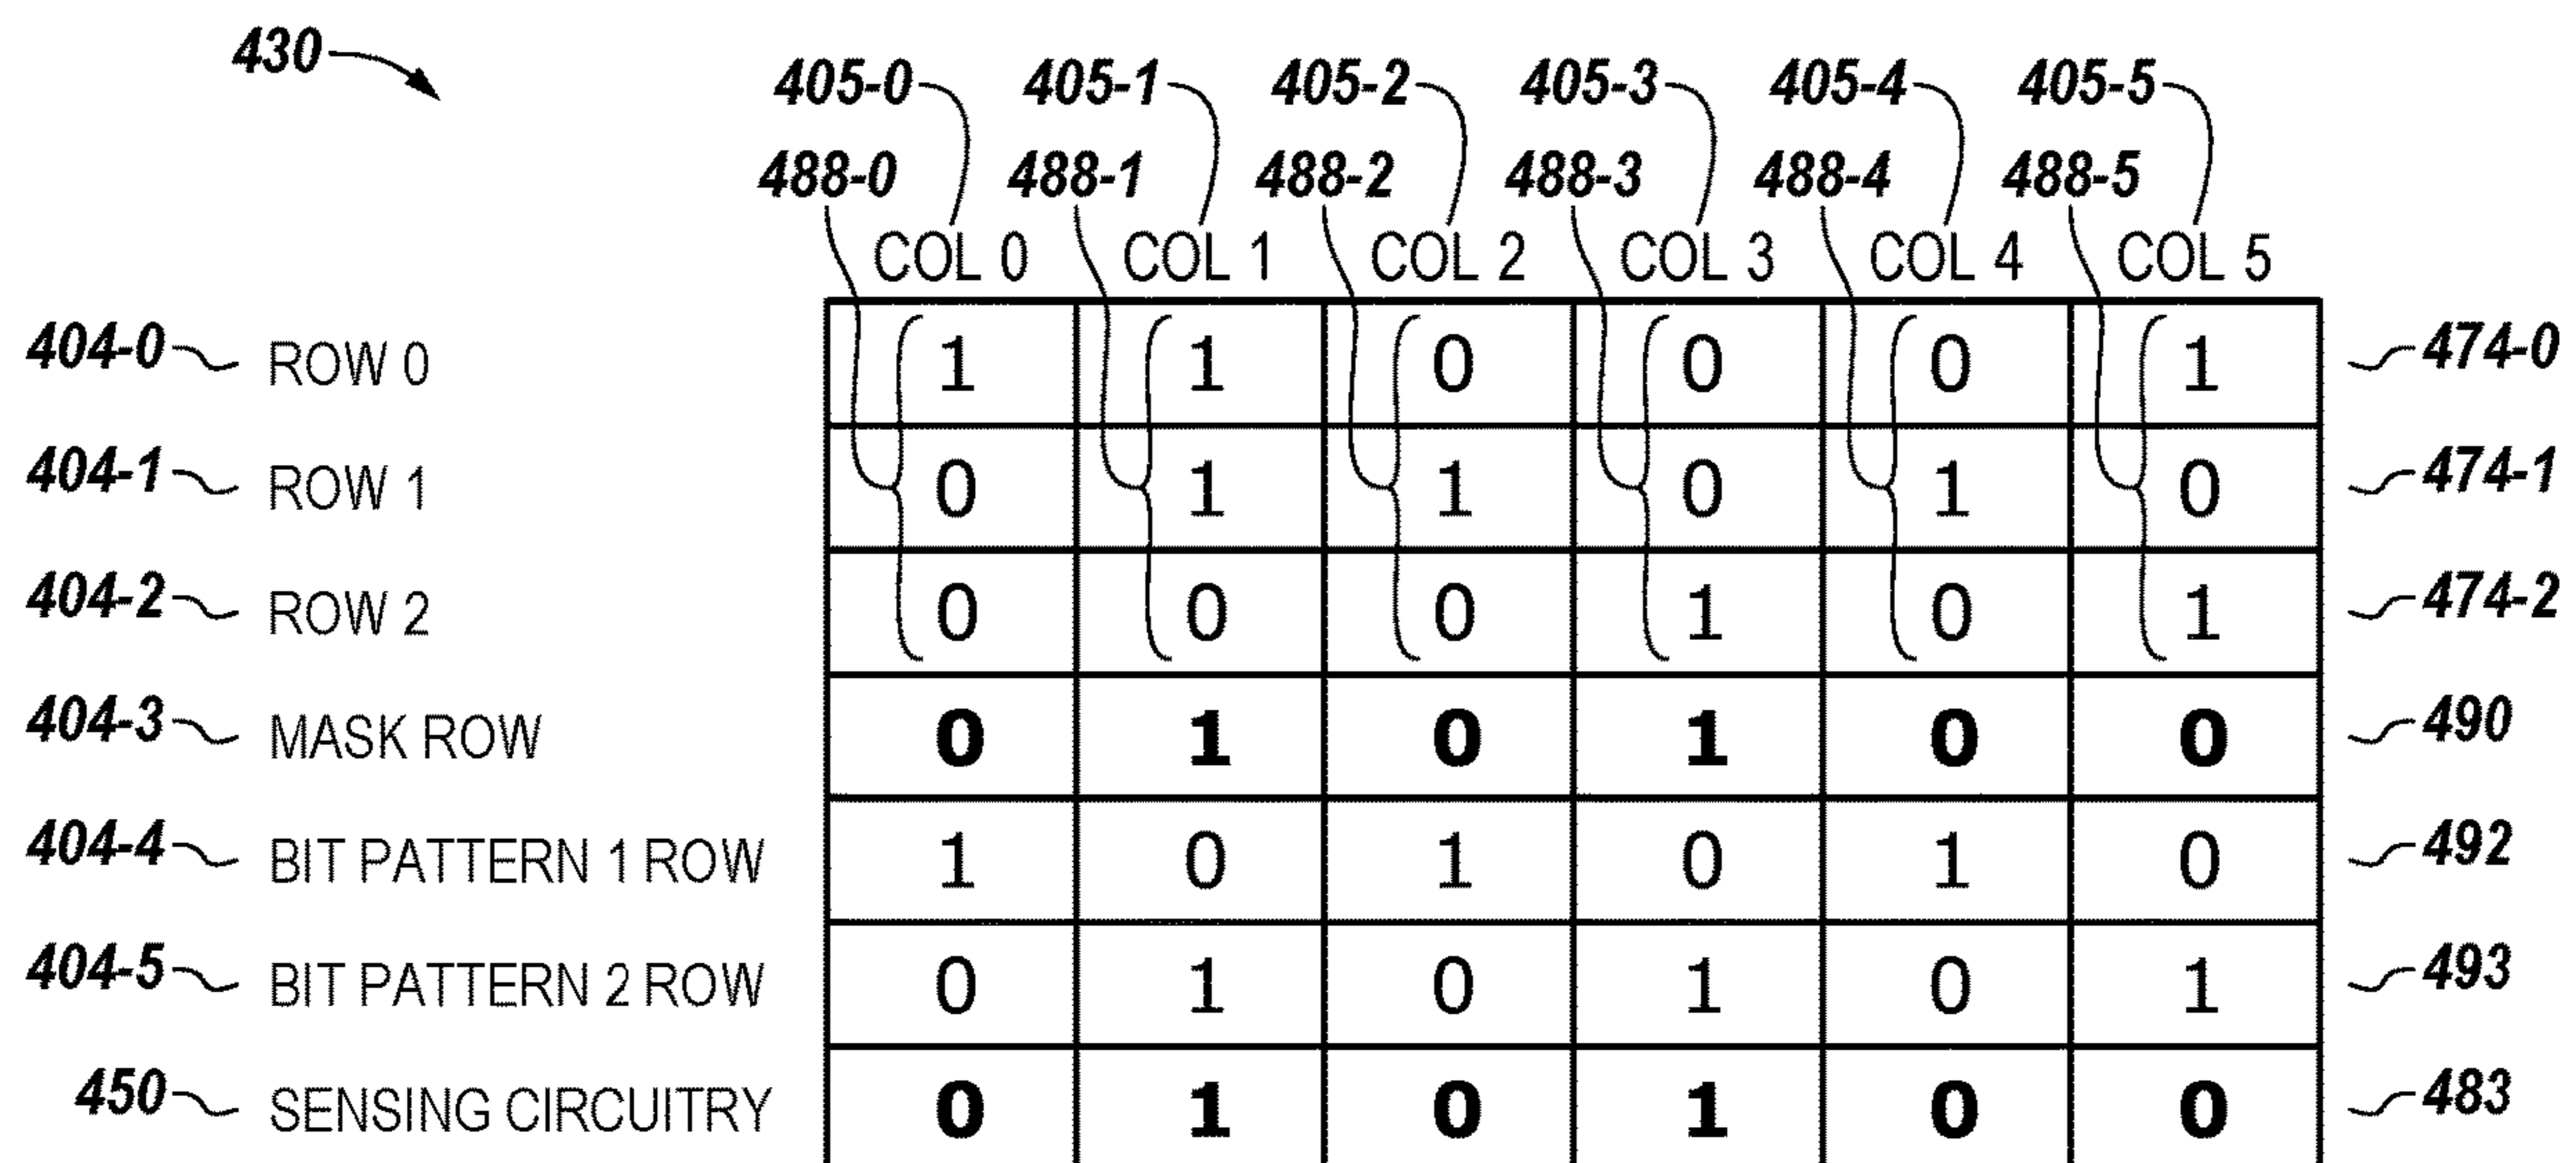 430
405-0 405-1 405-2 405-3 405-4 405-5
488-0 488-1 488-2 488-3 488-4 488-5
COL 0 COL 1 COL 2 COL 3 COL 4 COL 5
404-0 ROW 0 1 1 0 0 0 1 474-0
404-1 ROW 1 0 1 1 0 1 0 474-1
404-2 ROW 2 0 0 0 1 0 1 474-2
404-3 MASK ROW 0 1 0 1 0 0 490
404-4 BIT PATTERN 1 ROW 1 0 1 0 1 0 492
404-5 BIT PATTERN 2 ROW 0 1 0 1 0 1 493
450 SENSING CIRCUITRY 0 1 0 1 0 0 483